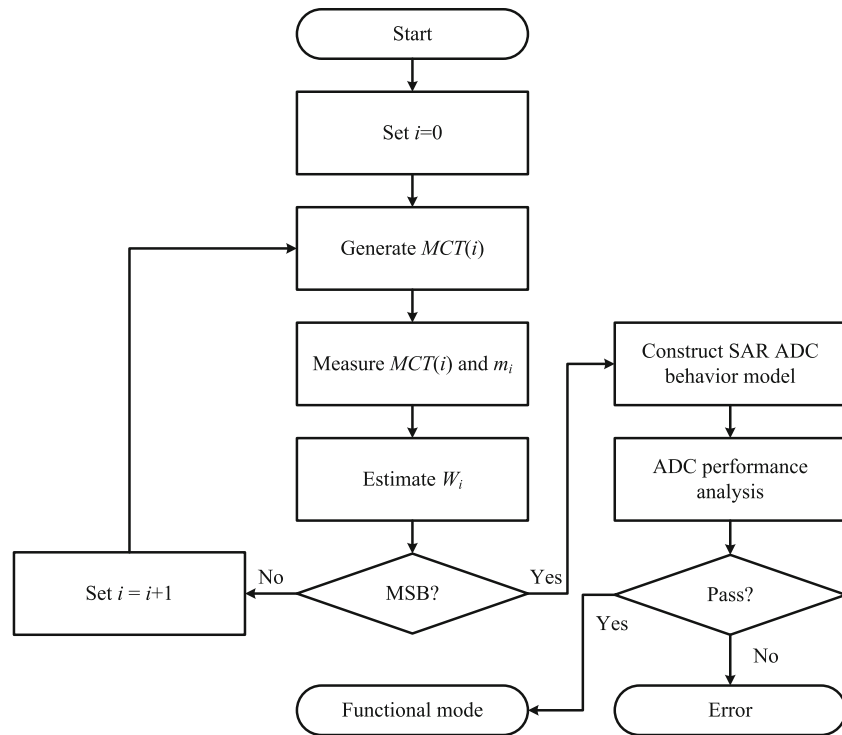 Start
Set i=0
Generate MCT(i)
Measure MCT(i) and mᵢ
Estimate Wᵢ
MSB?
No
Yes
Set i = i+1
Construct SAR ADC
behavior model
ADC performance
analysis
Pass?
Yes
No
Functional mode
Error